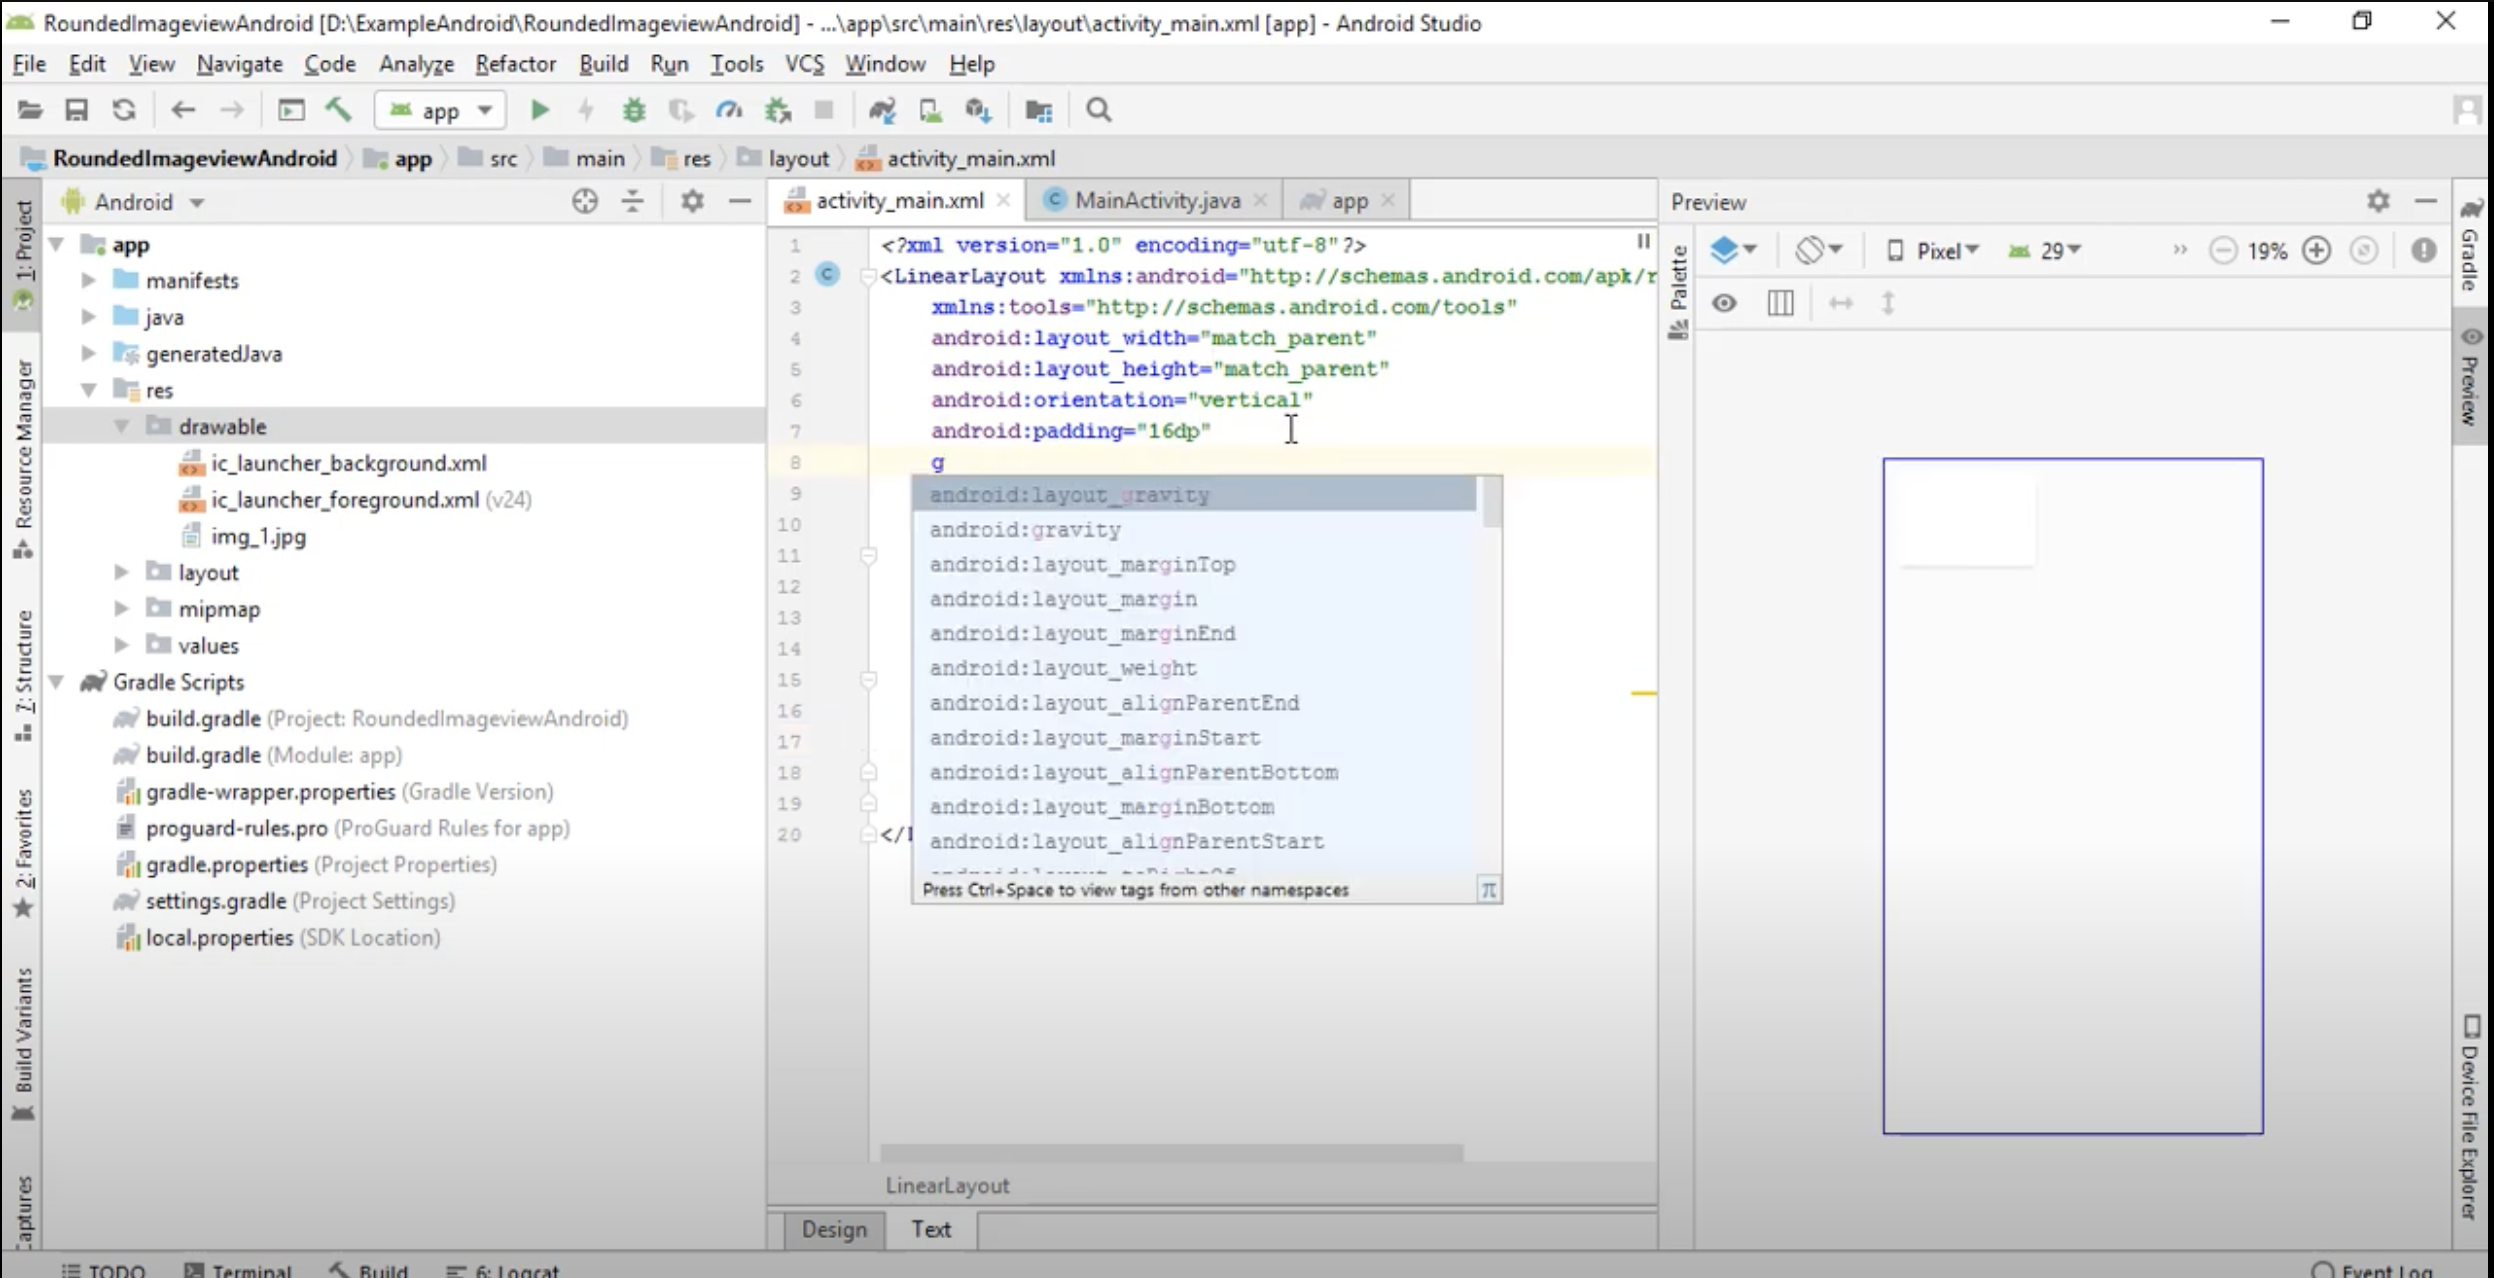 RoundedImageviewAndroid [D:\ExampleAndroid\RoundedImageviewAndroid] - ...\app\src\main\res\layout\activity_main.xml [app] - Android Studio
File Edit View Navigate Code Analyze Refactor Build Run Tools VCS Window Help
app
RoundedImageviewAndroid app src main res layout activity_main.xml
1: Project
Resource Manager
7: Structure
2: Favorites
Build Variants
Captures
Android
app
manifests
java
generatedJava
res
drawable
ic_launcher_background.xml
ic_launcher_foreground.xml (v24)
img_1.jpg
layout
mipmap
values
Gradle Scripts
build.gradle (Project: RoundedImageviewAndroid)
build.gradle (Module: app)
gradle-wrapper.properties (Gradle Version)
proguard-rules.pro (ProGuard Rules for app)
gradle.properties (Project Properties)
settings.gradle (Project Settings)
local.properties (SDK Location)
activity_main.xml MainActivity.java app
1 <?xml version="1.0" encoding="utf-8"?>
2 <LinearLayout xmlns:android="http://schemas.android.com/apk/r
3 xmlns:tools="http://schemas.android.com/tools"
4 android:layout_width="match_parent"
5 android:layout_height="match_parent"
6 android:orientation="vertical"
7 android:padding="16dp"
8 g
9
10
11
12
13
14
15
16
17
18
19
20 </
android:layout_gravity
android:gravity
android:layout_marginTop
android:layout_margin
android:layout_marginEnd
android:layout_weight
android:layout_alignParentEnd
android:layout_marginStart
android:layout_alignParentBottom
android:layout_marginBottom
android:layout_alignParentStart
Press Ctrl+Space to view tags from other namespaces π
LinearLayout
Design Text
Preview
Palette
Pixel 29 19%
Gradle
Preview
Device File Explorer
TODO Terminal Build 6: Logcat Event Log